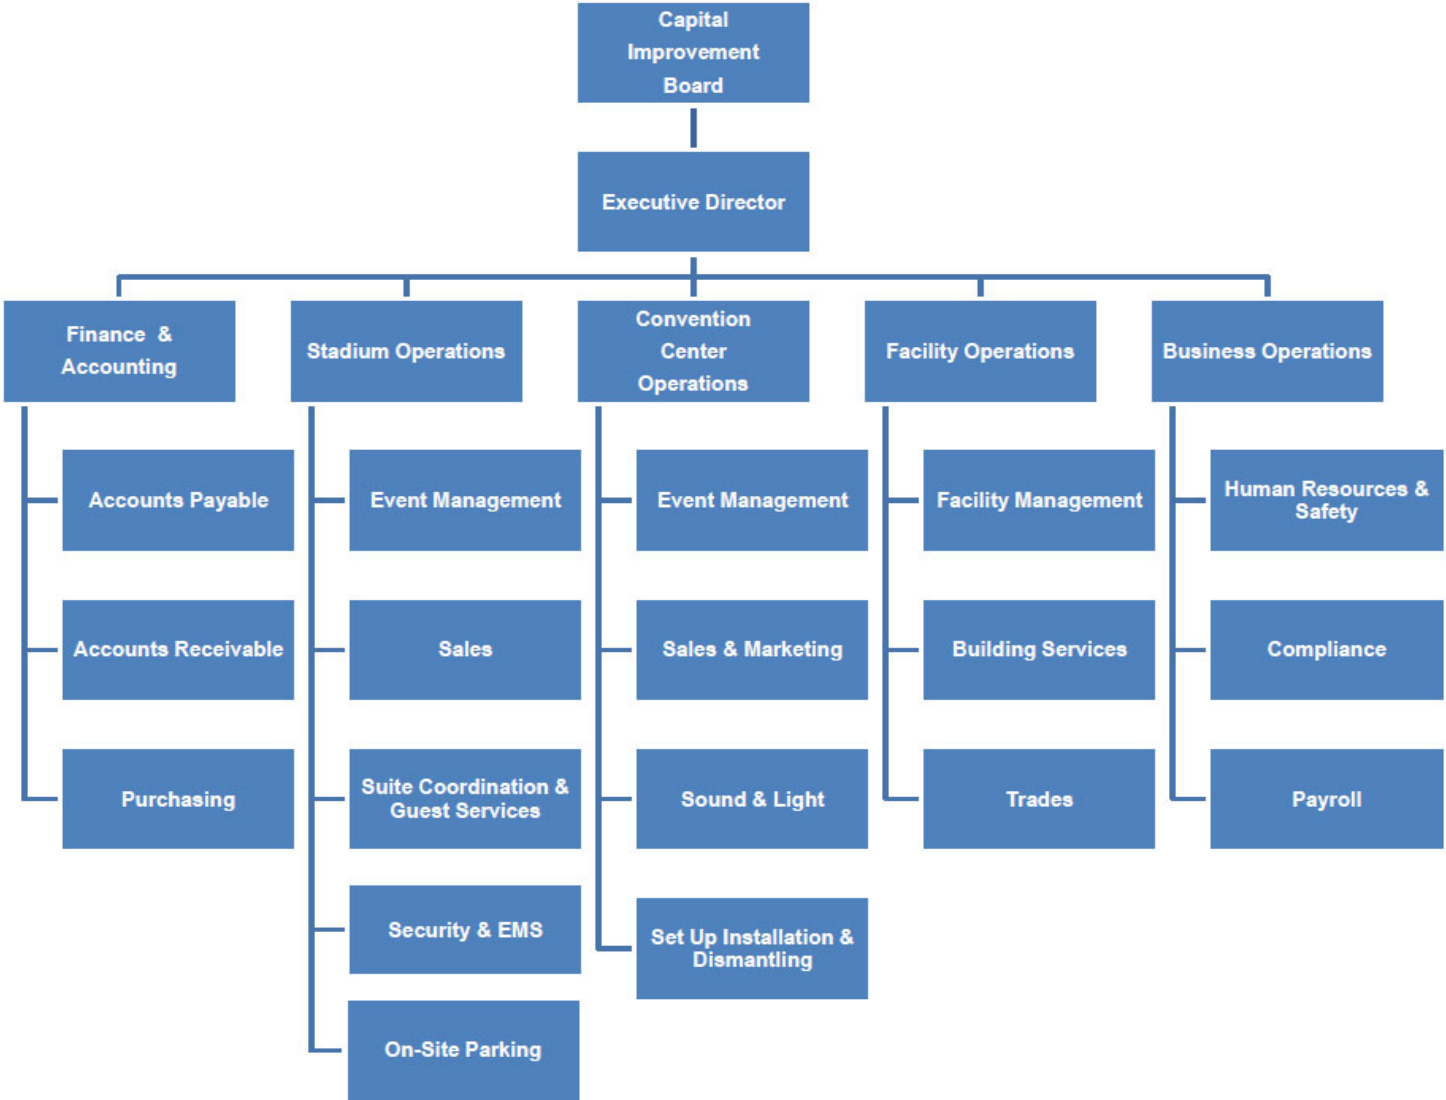 Capital
Improvement
Board
Executive Director
Finance & 
Accounting
Stadium Operations
Convention
Center
Operations
Facility Operations
Business Operations
Accounts Payable
Event Management
Event Management
Facility Management
Human Resources &
Safety
Accounts Receivable
Sales
Sales & Marketing
Building Services
Compliance
Purchasing
Suite Coordination &
Guest Services
Sound & Light
Trades
Payroll
Security & EMS
Set Up Installation &
Dismantling
On-Site Parking